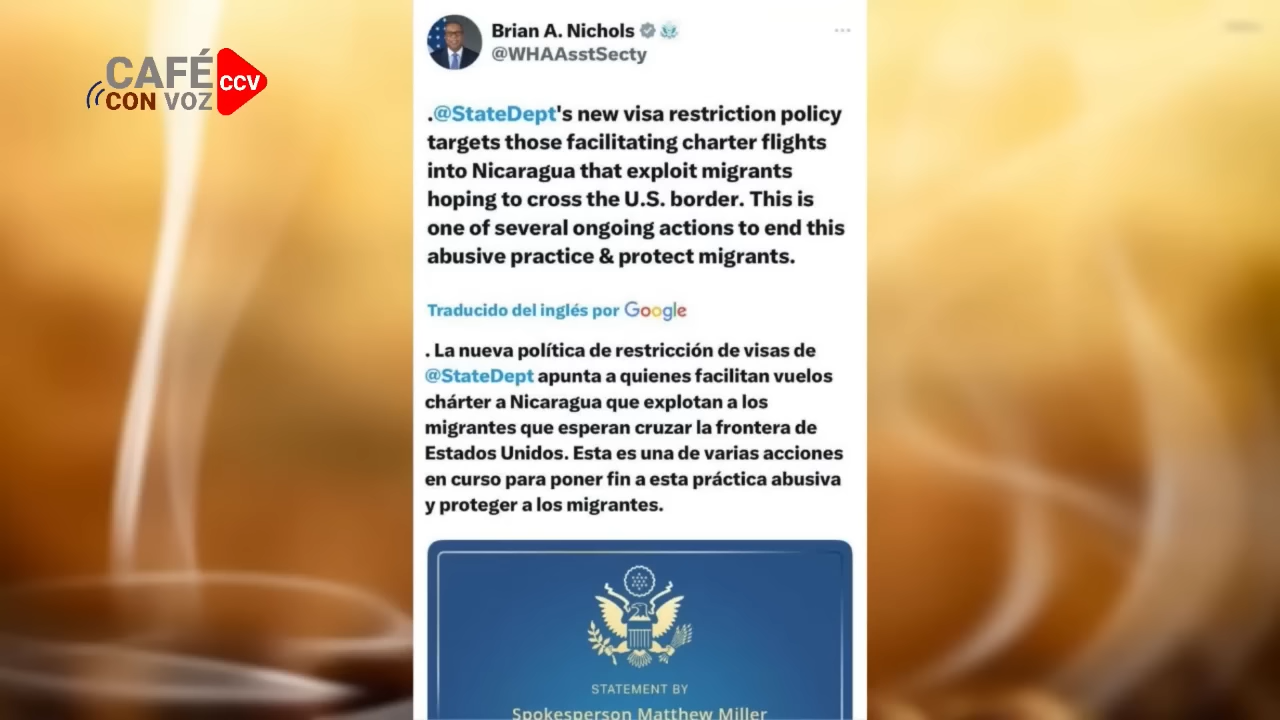 CAFÉ
CON VOZ
CCV
Brian A. Nichols
@WHAAsstSecty
.@StateDept's new visa restriction policy
targets those facilitating charter flights
into Nicaragua that exploit migrants
hoping to cross the U.S. border. This is
one of several ongoing actions to end this
abusive practice & protect migrants.
Traducido del inglés por Google
. La nueva política de restricción de visas de
@StateDept apunta a quienes facilitan vuelos
chárter a Nicaragua que explotan a los
migrantes que esperan cruzar la frontera de
Estados Unidos. Esta es una de varias acciones
en curso para poner fin a esta práctica abusiva
y proteger a los migrantes.
STATEMENT BY
Spokesperson Matthew Miller